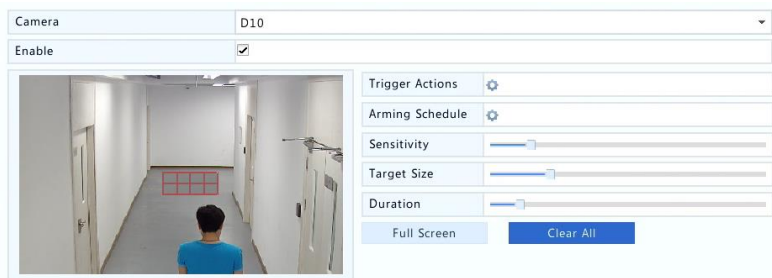 Camera D10
Enable
Trigger Actions
Arming Schedule
Sensitivity
Target Size
Duration
Full Screen Clear All